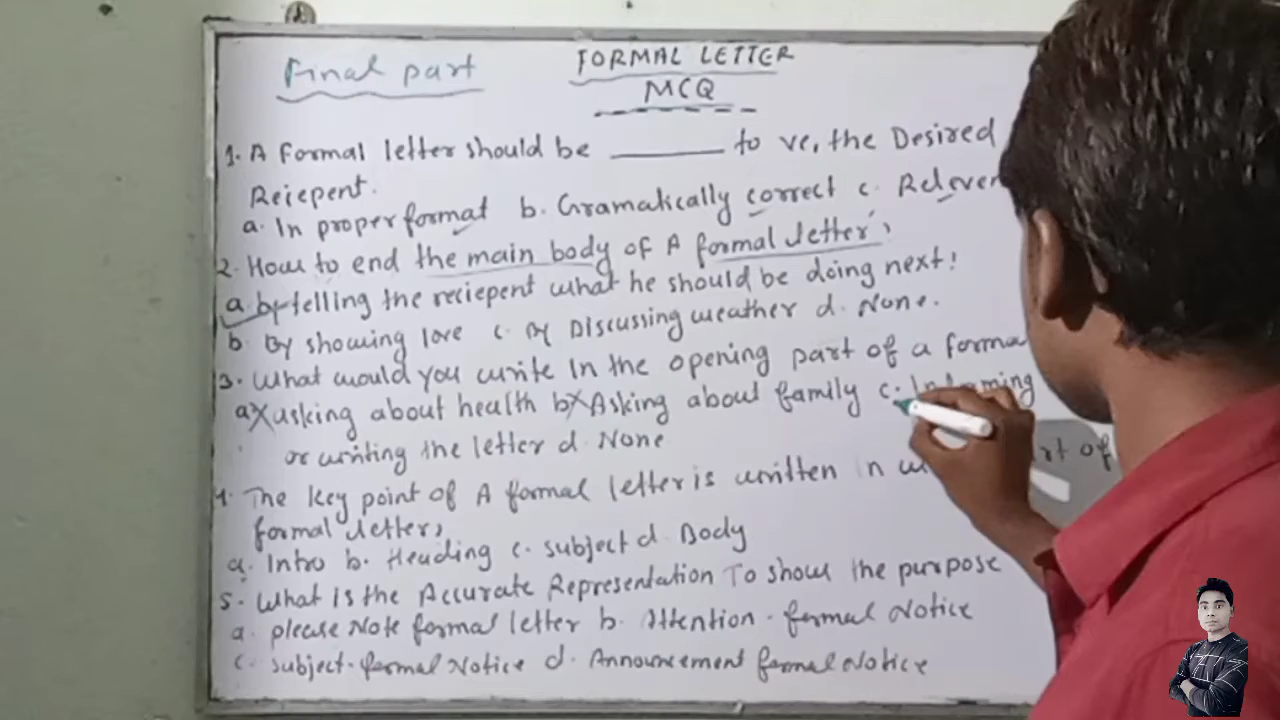 Final part
FORMAL LETTER
MCQ
1. A formal letter should be ______ to ve, the Desired
Reiepent.
a. In proper format b. Gramatically correct c. Releven
2. How to end the main body of A formal letter,
a. by telling the reciepent what he should be doing next!
b. By showing love c. By Discussing weather d. None.
3. What would you write In the opening part of a forma
a X asking about health b X Asking about family c. Informing
or writing the letter d. None
4. The key point of A formal letter is written in w rt of
formal letter,
a. Intro b. Heading c. subject d. Body
5. What is the Accurate Representation To show the purpose
a. please Note formal letter b. Attention - formal Notice
c. subject - formal Notice d. Announcement formal Notice